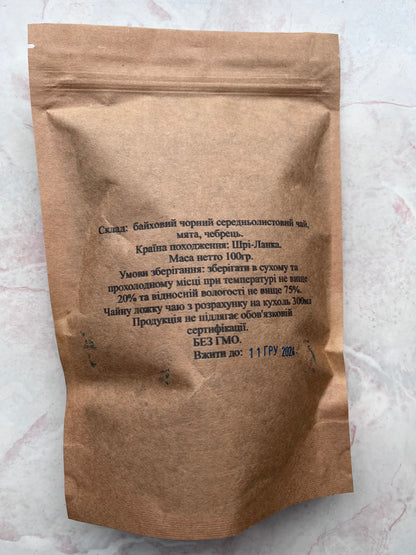 Склад: байховий чорний середньолистовий чай,
мята, чебрець.
Країна походження: Шрі-Ланка.
Маса нетто 100гр.
Умови зберігання: зберігати в сухому та
прохолодному місці при температурі не вище
20% та відносній вологості не вище 75%.
Чайну ложку чаю з розрахунку на кухоль 300мл
Продукція не підлягає обов'язковій
сертифікації.
БЕЗ ГМО.
Вжити до: 11 ГРУ 2024